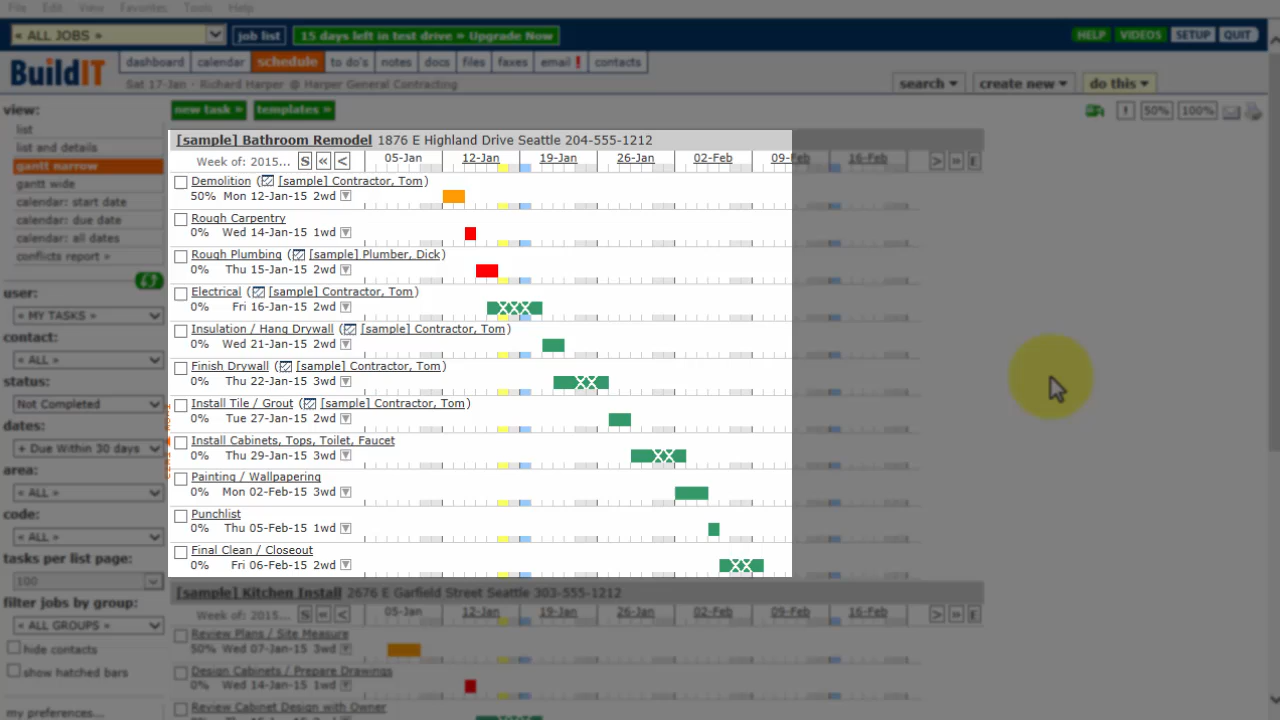 File Edit View Favorites Tools Help
« ALL JOBS » job list 15 days left in test drive » Upgrade Now HELP VIDEOS SETUP QUIT
BuildIT dashboard calendar schedule to do's notes docs files faxes email ! contacts
Sat 17-Jan - Richard Harper @ Harper General Contracting search create new do this
view: new task » templates » ! 50% 100%
list
list and details
gantt narrow
gantt wide
calendar: start date
calendar: due date
calendar: all dates
conflicts report »
user:
« MY TASKS »
contact:
« ALL »
status:
Not Completed
dates:
+ Due Within 30 days
area:
« ALL »
code:
« ALL »
tasks per list page:
100
filter jobs by group:
« ALL GROUPS »
hide contacts
show hatched bars
my preferences...
[sample] Bathroom Remodel 1876 E Highland Drive Seattle 204-555-1212
Week of: 2015... S « < 05-Jan 12-Jan 19-Jan 26-Jan 02-Feb 09-Feb 16-Feb > » E
Demolition ( [sample] Contractor, Tom)
50% Mon 12-Jan-15 2wd
Rough Carpentry
0% Wed 14-Jan-15 1wd
Rough Plumbing ( [sample] Plumber, Dick)
0% Thu 15-Jan-15 2wd
Electrical ( [sample] Contractor, Tom)
0% Fri 16-Jan-15 2wd
Insulation / Hang Drywall ( [sample] Contractor, Tom)
0% Wed 21-Jan-15 2wd
Finish Drywall ( [sample] Contractor, Tom)
0% Thu 22-Jan-15 3wd
Install Tile / Grout ( [sample] Contractor, Tom)
0% Tue 27-Jan-15 2wd
Install Cabinets, Tops, Toilet, Faucet
0% Thu 29-Jan-15 3wd
Painting / Wallpapering
0% Mon 02-Feb-15 3wd
Punchlist
0% Thu 05-Feb-15 1wd
Final Clean / Closeout
0% Fri 06-Feb-15 2wd
[sample] Kitchen Install 2676 E Garfield Street Seattle 303-555-1212
Week of: 2015... S « < 05-Jan 12-Jan 19-Jan 26-Jan 02-Feb 09-Feb 16-Feb > » E
Review Plans / Site Measure
50% Wed 07-Jan-15 3wd
Design Cabinets / Prepare Drawings
0% Wed 14-Jan-15 1wd
Review Cabinet Design with Owner